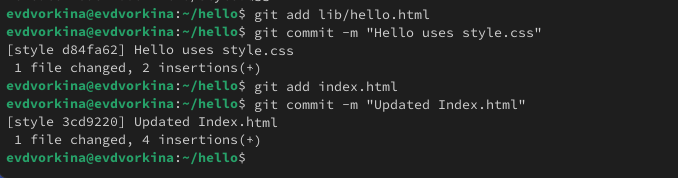 evdvorkina@evdvorkina:~/hello$ git add lib/hello.html
evdvorkina@evdvorkina:~/hello$ git commit -m "Hello uses style.css"
[style d84fa62] Hello uses style.css
 1 file changed, 2 insertions(+)
evdvorkina@evdvorkina:~/hello$ git add index.html
evdvorkina@evdvorkina:~/hello$ git commit -m "Updated Index.html"
[style 3cd9220] Updated Index.html
 1 file changed, 4 insertions(+)
evdvorkina@evdvorkina:~/hello$